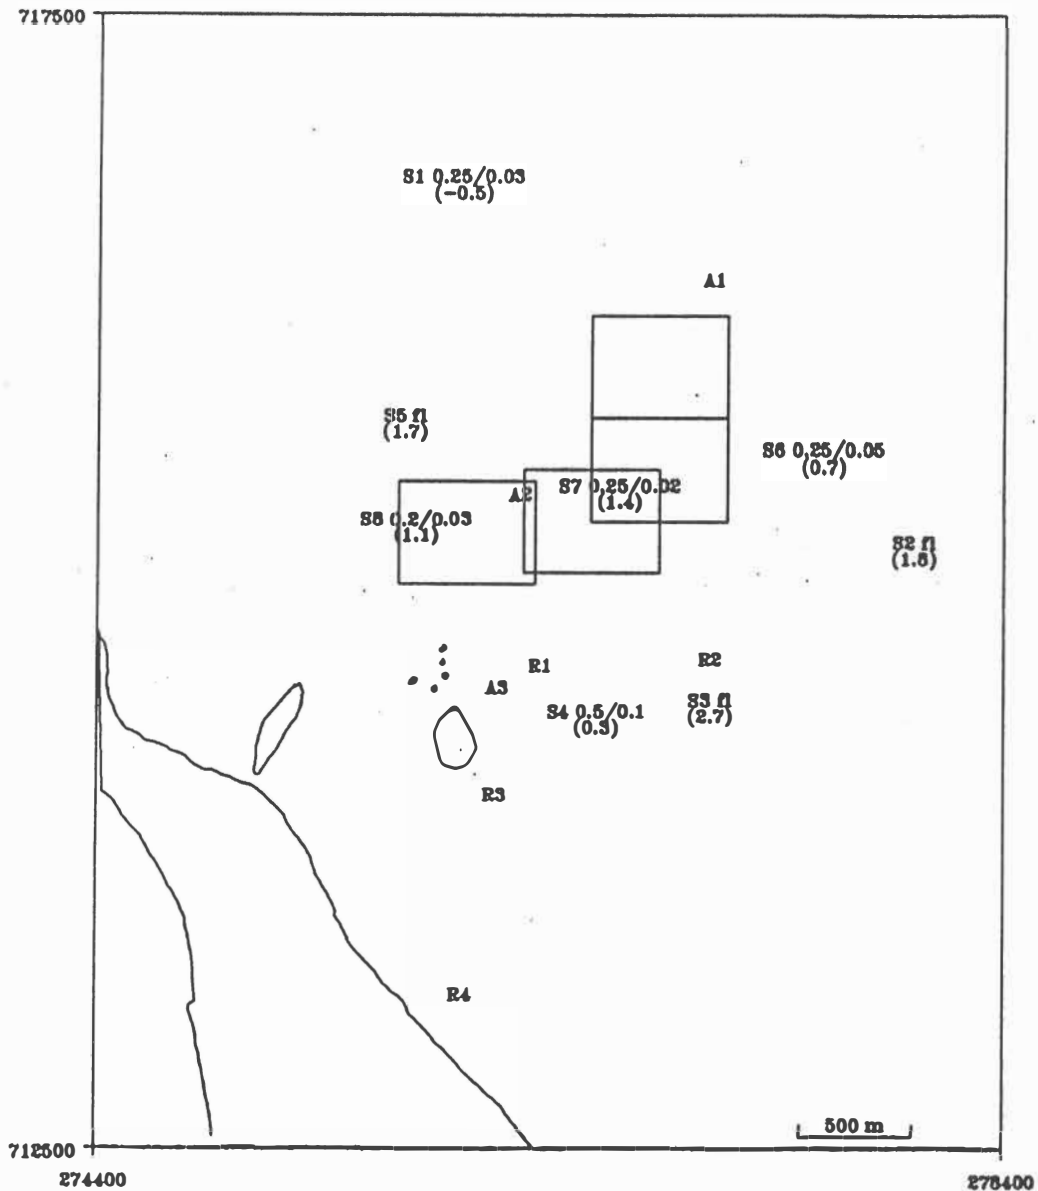 717500
S1 0.25/0.03
(-0.5)
A1
S5 fl
(1.7)
S6 0.25/0.05
(0.7)
S7 0.25/0.02
(1.4)
A2
S8 0.2/0.03
(1.1)
S2 fl
(1.8)
R1
R2
A3
S3 fl
(2.7)
S4 0.5/0.1
(0.3)
R3
R4
500 m
712500
274400
278400